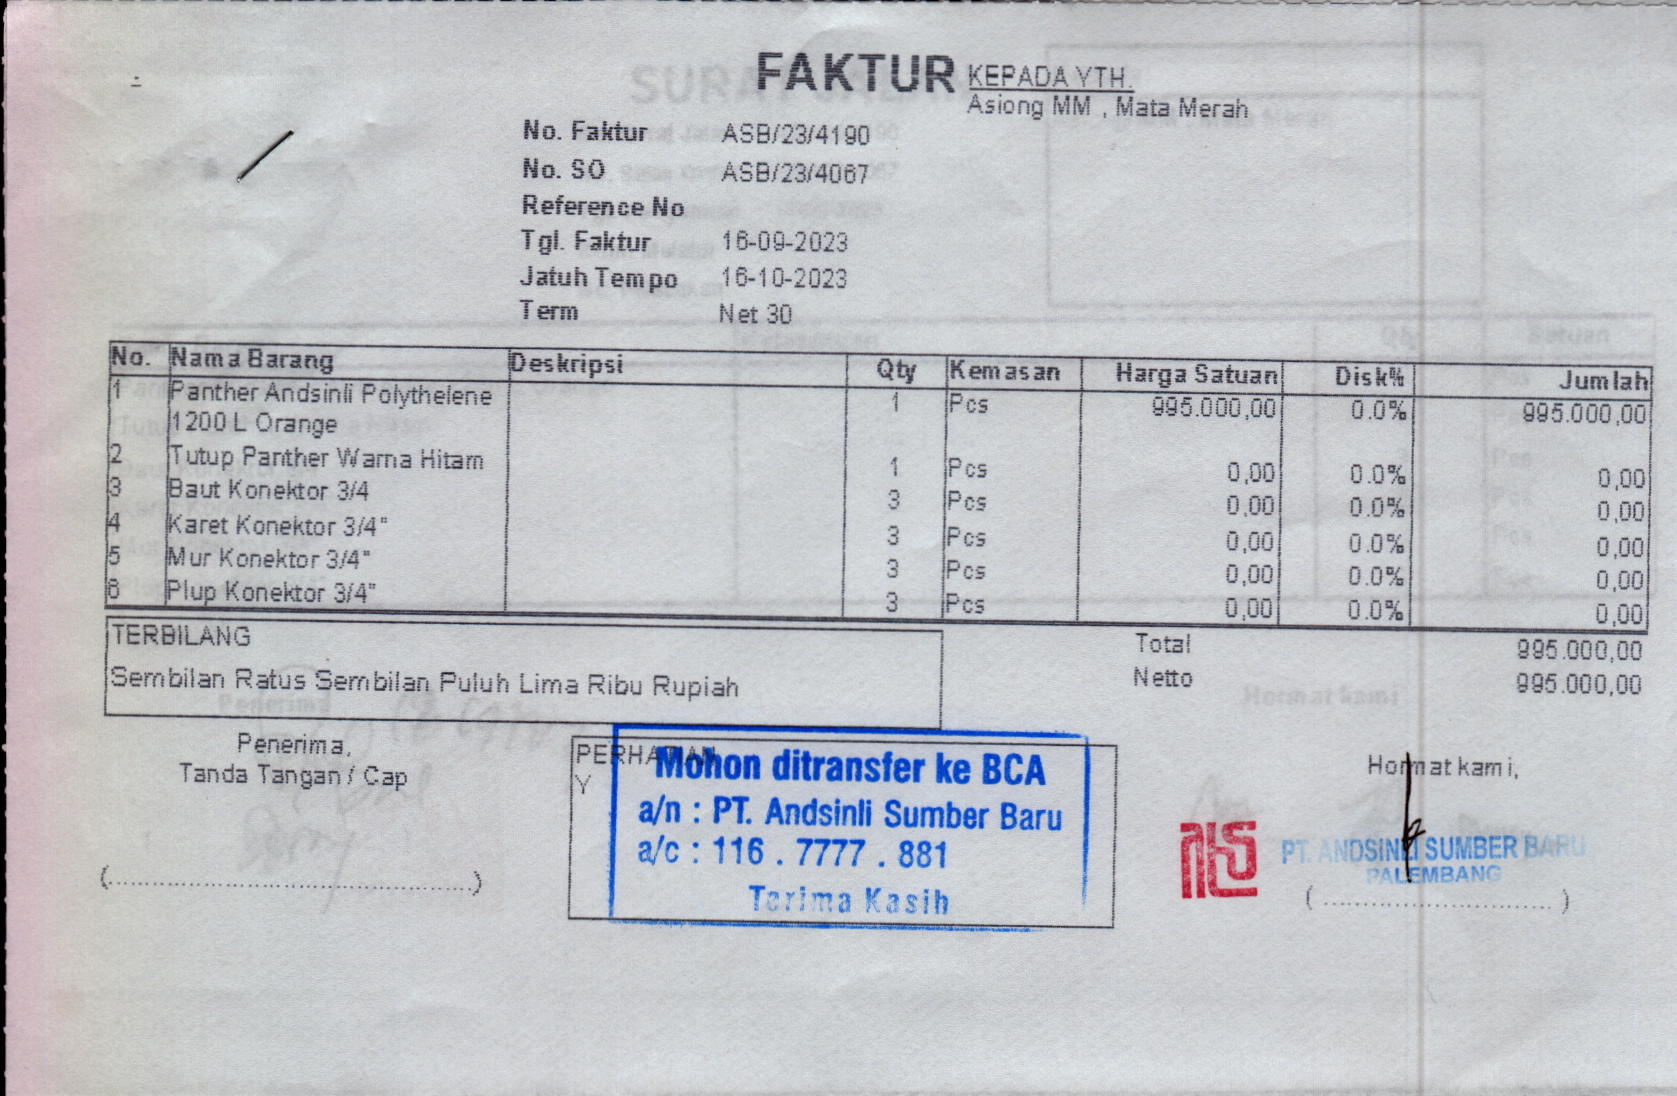 FAKTUR
KEPADA YTH.
Asiong MM , Mata Merah
No. Faktur ASB/23/4190
No. SO ASB/23/4067
Reference No
Tgl. Faktur 16-09-2023
Jatuh Tempo 16-10-2023
Term Net 30
No. Nama Barang Deskripsi Qty Kemasan Harga Satuan Disk% Jumlah
1 Panther Andsinli Polythelene 1 Pcs 995.000,00 0.0% 995.000,00
1200 L Orange
2 Tutup Panther Warna Hitam 1 Pcs 0,00 0.0% 0,00
3 Baut Konektor 3/4 3 Pcs 0,00 0.0% 0,00
4 Karet Konektor 3/4" 3 Pcs 0,00 0.0% 0,00
5 Mur Konektor 3/4" 3 Pcs 0,00 0.0% 0,00
6 Plup Konektor 3/4" 3 Pcs 0,00 0.0% 0,00
TERBILANG
Sembilan Ratus Sembilan Puluh Lima Ribu Rupiah
Total 995.000,00
Netto 995.000,00
Penerima,
Tanda Tangan / Cap
PERHATIAN
Y
Mohon ditransfer ke BCA
a/n : PT. Andsinli Sumber Baru
a/c : 116 . 7777 . 881
Tarima Kasih
Hormat kami,
PT. ANDSINLI SUMBER BARU
PALEMBANG